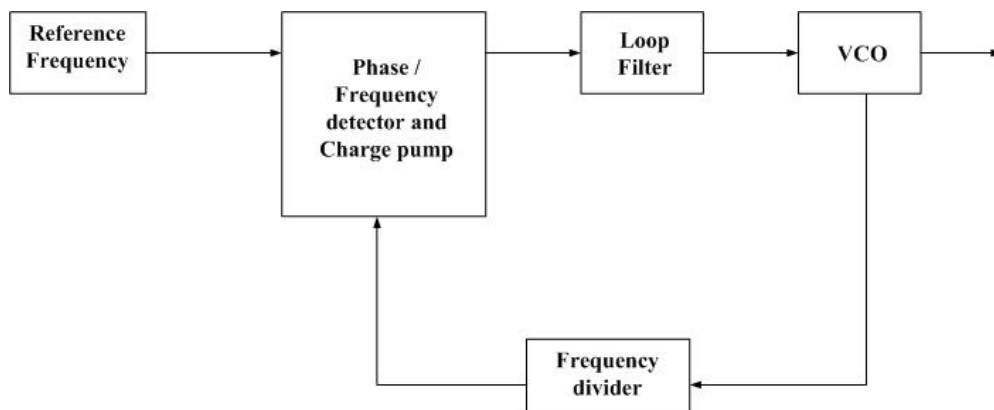 Reference
Frequency
Phase /
Frequency
detector and
Charge pump
Loop
Filter
VCO
Frequency
divider